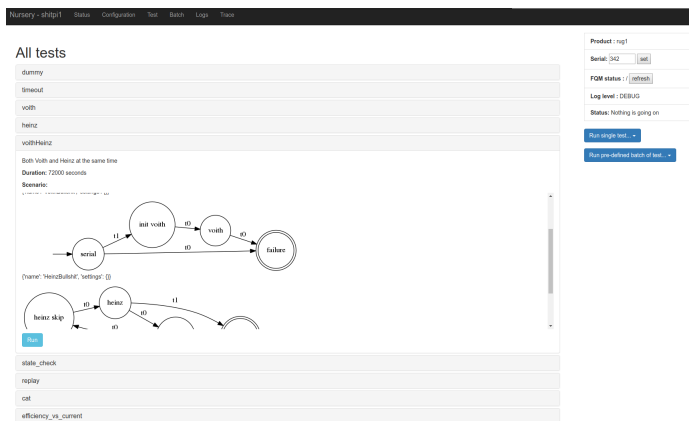 Nursery - shitpi1 Status Configuration Test Batch Logs Trace
All tests
dummy
timeout
voith
heinz
voithHeinz
Both Voith and Heinz at the same time
Duration: 72000 seconds
Scenario:
serial
t1
init voith
t0
voith
t0
t0
failure
{'name': 'HeinzBullshit', 'settings': {}}
heinz skip
t0
heinz
t1
t0
t0
Run
state_check
replay
cat
efficiency_vs_current
Product : rug1
Serial: 342 set
FQM status : / refresh
Log level : DEBUG
Status: Nothing is going on
Run single test...
Run pre-defined batch of test...